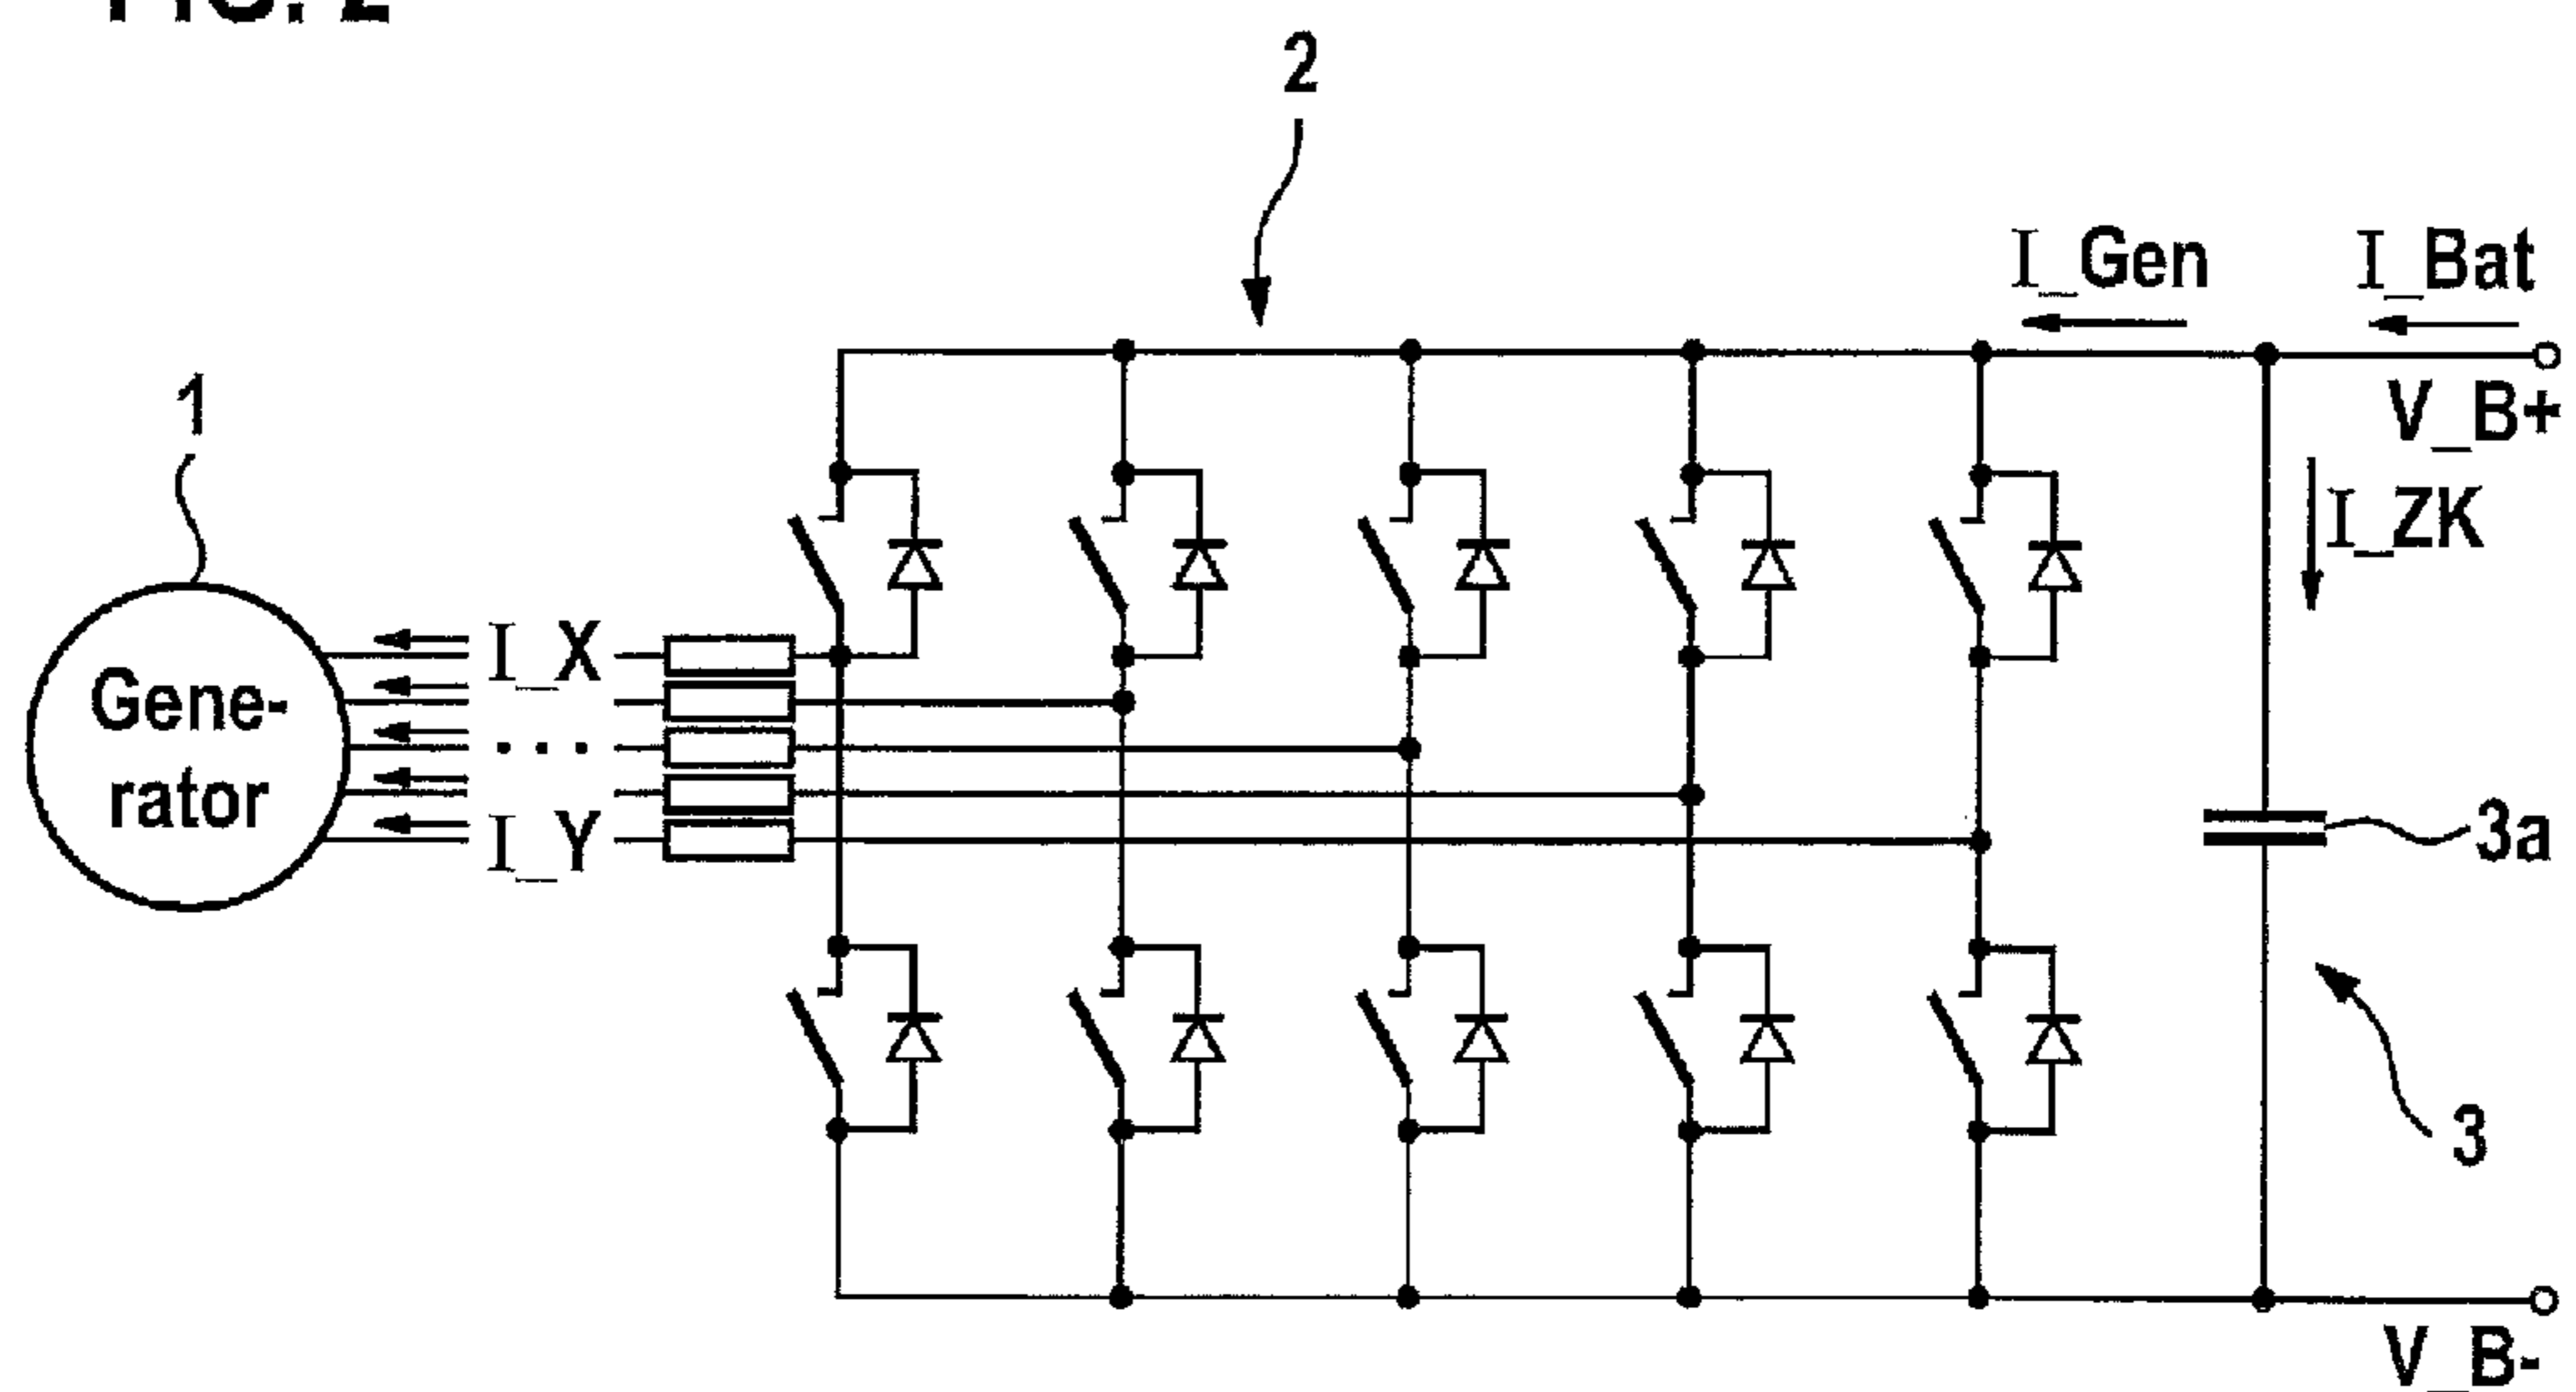 FIG. 2
2
I_Gen
I_Bat
V_B+
I_ZK
1
Gene-
rator
I_X
...
I_Y
3a
3
V_B-